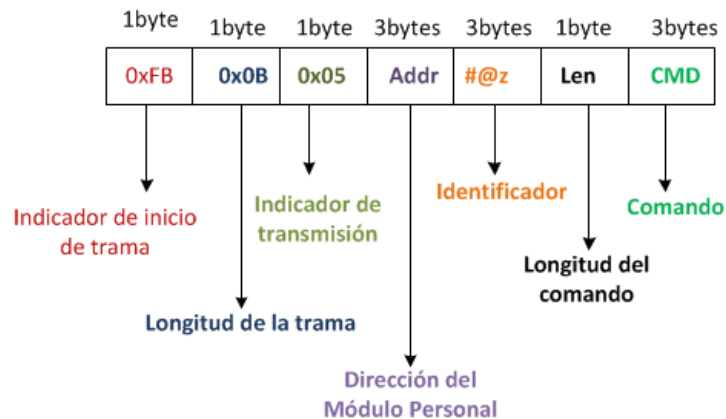 1byte 1byte 1byte 3bytes 3bytes 1byte 3bytes
0xFB 0x0B 0x05 Addr #@z Len CMD
Indicador de inicio
de trama
Longitud de la trama
Indicador de
transmisión
Dirección del
Módulo Personal
Identificador
Longitud del
comando
Comando